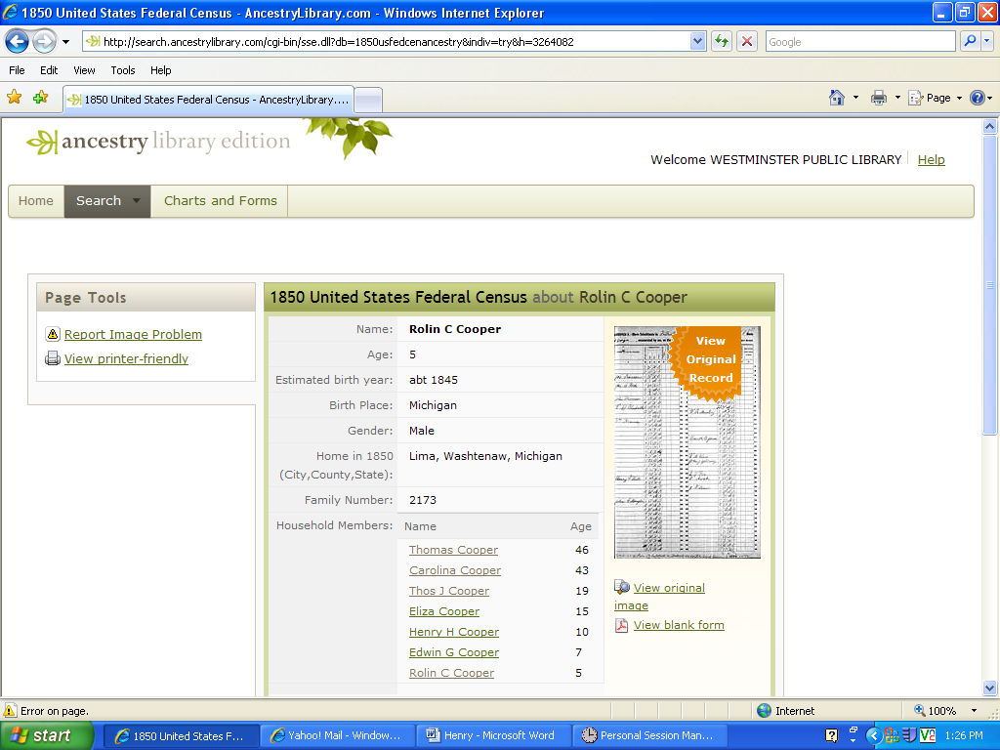 1850 United States Federal Census - AncestryLibrary.com - Windows Internet Explorer
http://search.ancestrylibrary.com/cgi-bin/sse.dll?db=1850usfedcenancestry&indiv=try&h=3264082
Google
File Edit View Tools Help
1850 United States Federal Census - AncestryLibrary....
Page
ancestry library edition
Welcome WESTMINSTER PUBLIC LIBRARY Help
Home Search Charts and Forms
Page Tools
Report Image Problem
View printer-friendly
1850 United States Federal Census about Rolin C Cooper
Name: Rolin C Cooper
Age: 5
Estimated birth year: abt 1845
Birth Place: Michigan
Gender: Male
Home in 1850 Lima, Washtenaw, Michigan
(City,County,State):
Family Number: 2173
Household Members: Name Age
Thomas Cooper 46
Carolina Cooper 43
Thos J Cooper 19
Eliza Cooper 15
Henry H Cooper 10
Edwin G Cooper 7
Rolin C Cooper 5
View
Original
Record
View original
image
View blank form
Error on page.
Internet
100%
start
1850 United States F...
Yahoo! Mail - Window...
Henry - Microsoft Word
Personal Session Man...
1:26 PM